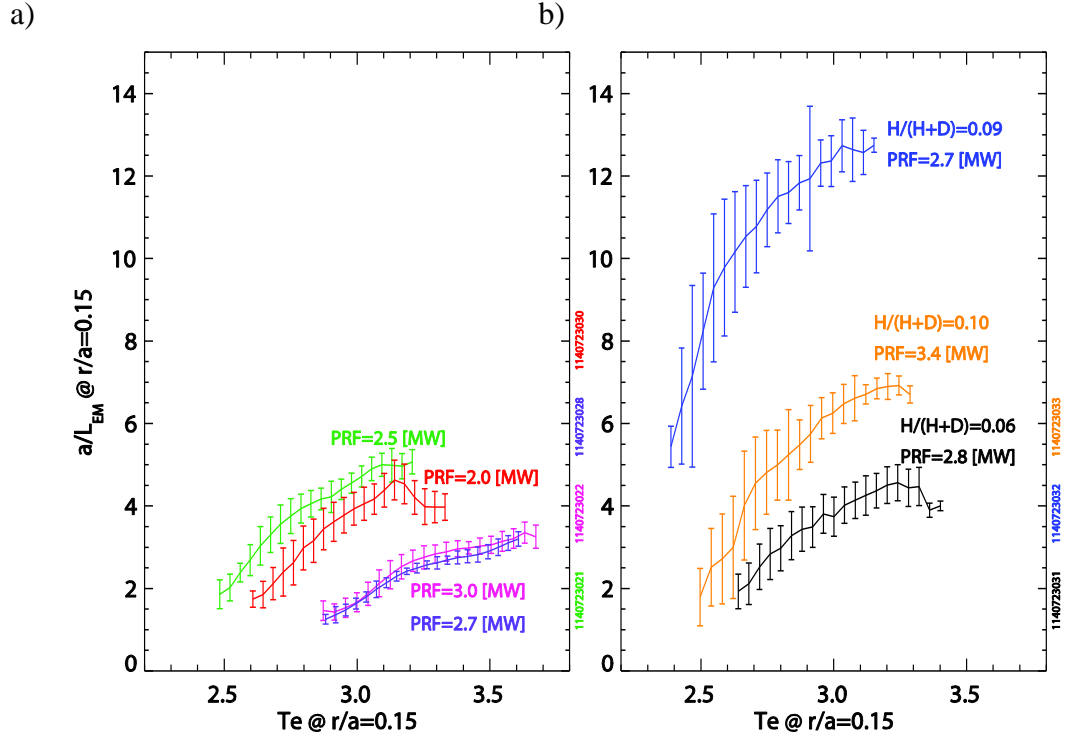 a)
b)
14
12
10
8
6
4
2
0
a/L_EM @ r/a=0.15
PRF=2.5 [MW]
PRF=2.0 [MW]
PRF=3.0 [MW]
PRF=2.7 [MW]
2.5 3.0 3.5
Te @ r/a=0.15
1140723030
1140723028
1140723022
1140723021
14
12
10
8
6
4
2
0
H/(H+D)=0.09
PRF=2.7 [MW]
H/(H+D)=0.10
PRF=3.4 [MW]
H/(H+D)=0.06
PRF=2.8 [MW]
2.5 3.0 3.5
Te @ r/a=0.15
1140723033
1140723032
1140723031